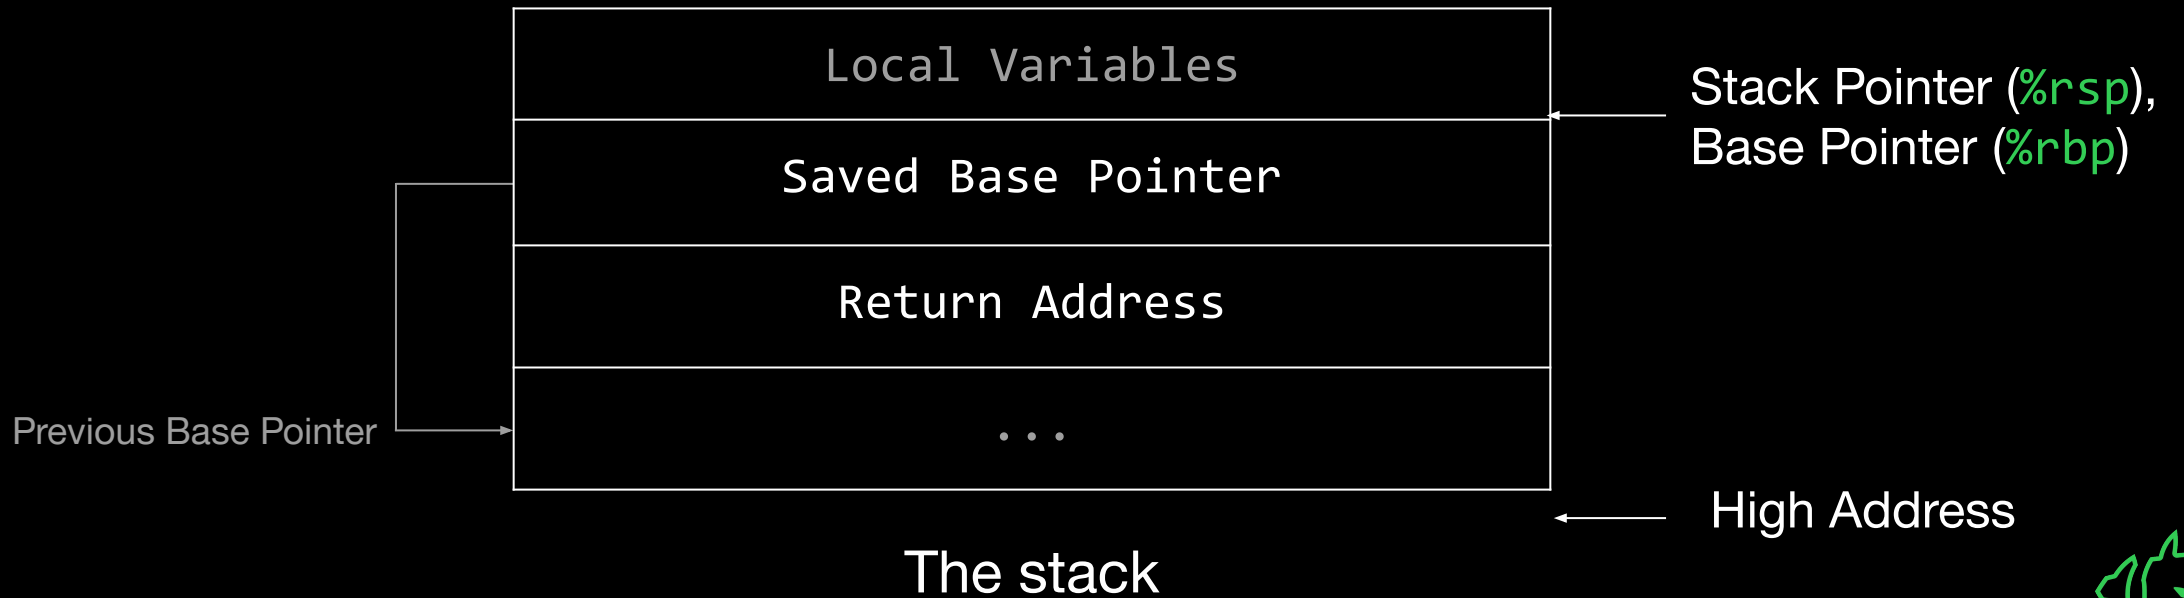 Local Variables
Stack Pointer (%rsp),
Base Pointer (%rbp)
Saved Base Pointer
Return Address
Previous Base Pointer
...
High Address
The stack